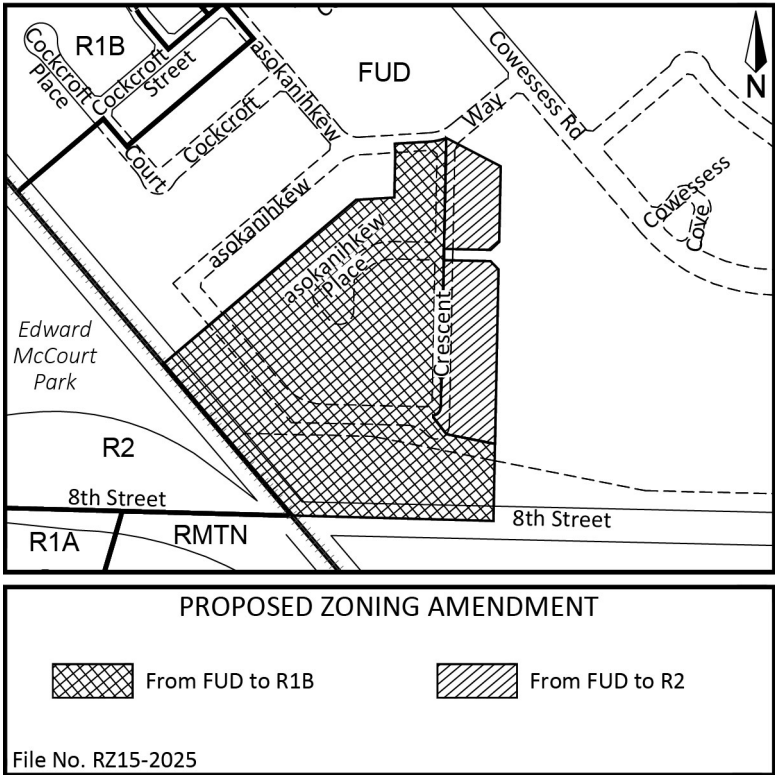 R1B
FUD
N
Cockcroft
Place
Cockcroft
Street
asokanihkew
Cowessess Rd
Way
Cockcroft
Court
asokanihkew
Cowessess
Cove
asokanihkew
Place
Crescent
Edward
McCourt
Park
R2
8th Street
8th Street
R1A
RMTN
PROPOSED ZONING AMENDMENT
From FUD to R1B
From FUD to R2
File No. RZ15-2025